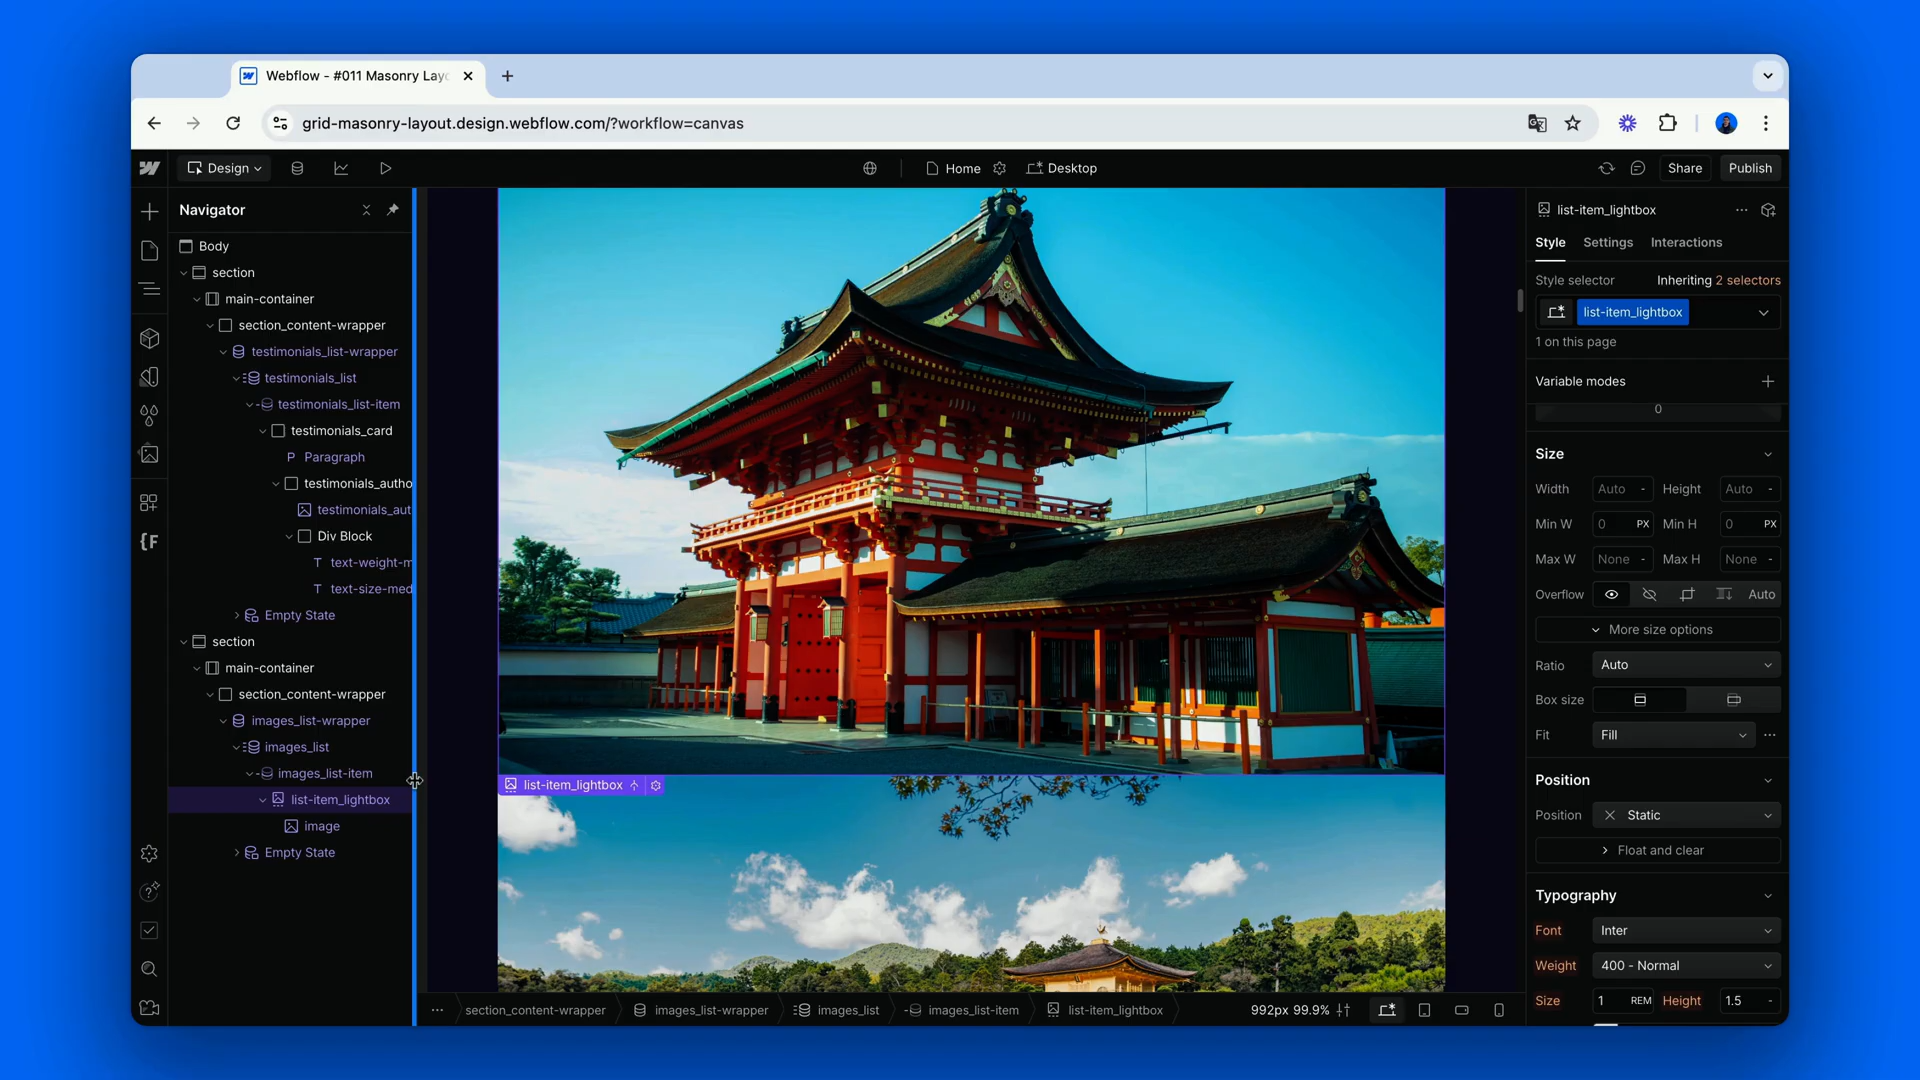 Webflow - #011 Masonry Layo
grid-masonry-layout.design.webflow.com/?workflow=canvas
Design
Home
Desktop
Share
Publish
Navigator
Body
section
main-container
section_content-wrapper
testimonials_list-wrapper
testimonials_list
testimonials_list-item
testimonials_card
P Paragraph
testimonials_autho
testimonials_aut
Div Block
T text-weight-m
T text-size-med
Empty State
section
main-container
section_content-wrapper
images_list-wrapper
images_list
images_list-item
list-item_lightbox
image
Empty State
list-item_lightbox
section_content-wrapper
images_list-wrapper
images_list
images_list-item
list-item_lightbox
992px 99.9%
list-item_lightbox
Style Settings Interactions
Style selector Inheriting 2 selectors
list-item_lightbox
1 on this page
Variable modes
0
Size
Width Auto - Height Auto -
Min W 0 PX Min H 0 PX
Max W None - Max H None -
Overflow Auto
More size options
Ratio Auto
Box size
Fit Fill
Position
Position Static
Float and clear
Typography
Font Inter
Weight 400 - Normal
Size 1 REM Height 1.5 -